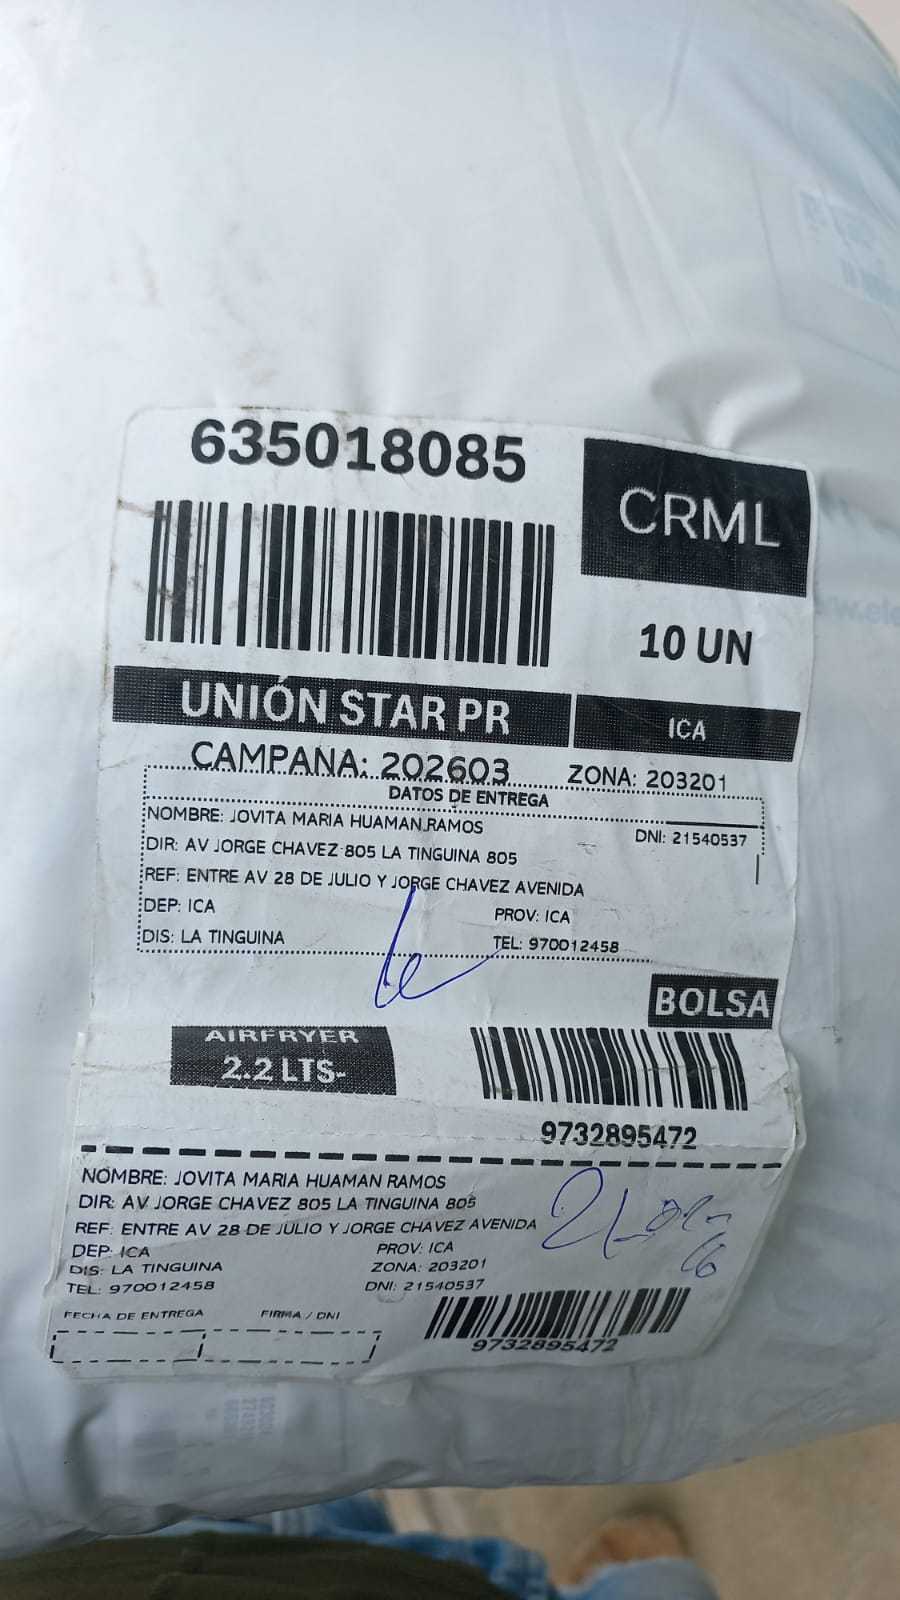 635018085
CRML
10 UN
UNIÓN STAR PR
ICA
CAMPANA: 202603
ZONA: 203201
DATOS DE ENTREGA
NOMBRE: JOVITA MARIA HUAMAN RAMOS
DNI: 21540537
DIR: AV JORGE CHAVEZ 805 LA TINGUINA 805
REF: ENTRE AV 28 DE JULIO Y JORGE CHAVEZ AVENIDA
DEP: ICA
PROV: ICA
DIS: LA TINGUINA
TEL: 970012458
BOLSA
AIRFRYER
2.2 LTS-
9732895472
NOMBRE: JOVITA MARIA HUAMAN RAMOS
DIR: AV JORGE CHAVEZ 805 LA TINGUINA 805
REF: ENTRE AV 28 DE JULIO Y JORGE CHAVEZ AVENIDA
DEP: ICA
PROV: ICA
DIS: LA TINGUINA
ZONA: 203201
TEL: 970012458
DNI: 21540537
FECHA DE ENTREGA
FIRMA / DNI
9732895472